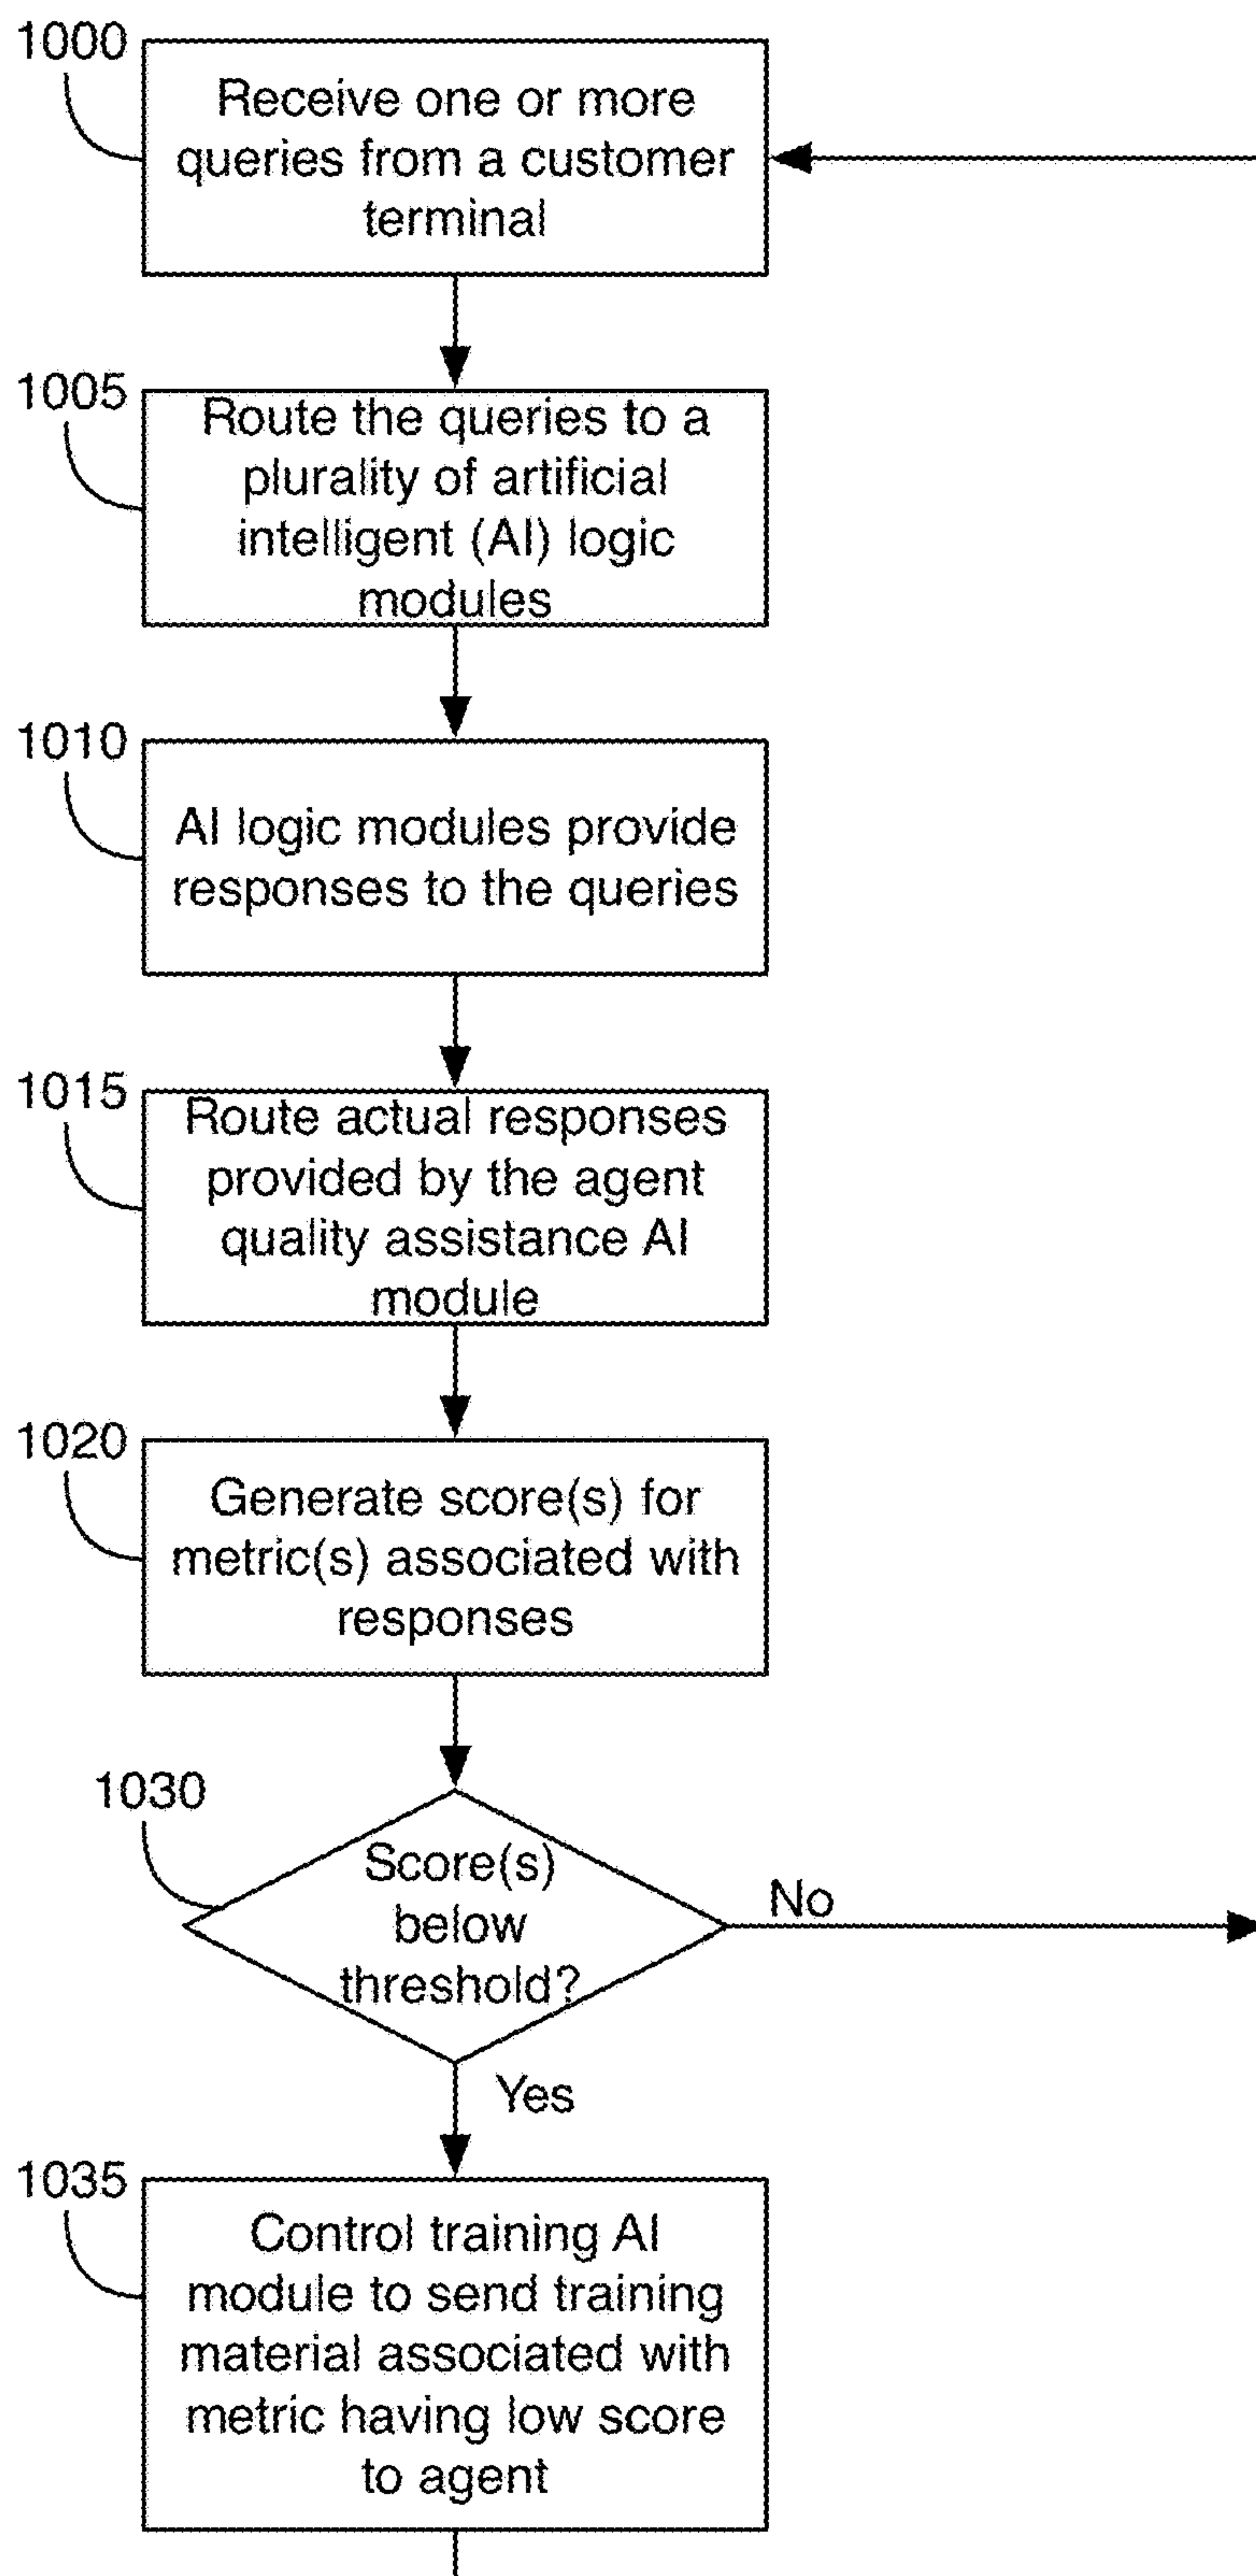 1000
Receive one or more
queries from a customer
terminal
1005
Route the queries to a
plurality of artificial
intelligent (AI) logic
modules
1010
AI logic modules provide
responses to the queries
1015
Route actual responses
provided by the agent
quality assistance AI
module
1020
Generate score(s) for
metric(s) associated with
responses
1030
Score(s)
below
threshold?
No
Yes
1035
Control training AI
module to send training
material associated with
metric having low score
to agent